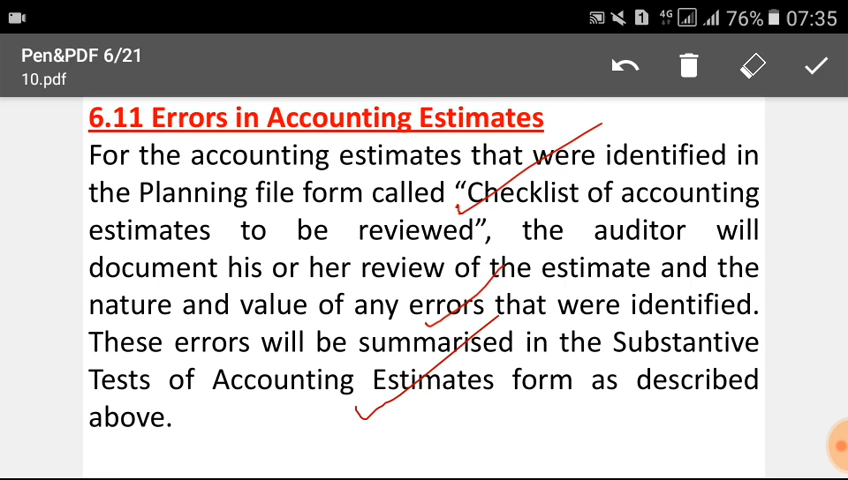 4G 1 76% 07:35
Pen&PDF 6/21
10.pdf
6.11 Errors in Accounting Estimates
For the accounting estimates that were identified in
the Planning file form called “Checklist of accounting
estimates to be reviewed”, the auditor will
document his or her review of the estimate and the
nature and value of any errors that were identified.
These errors will be summarised in the Substantive
Tests of Accounting Estimates form as described
above.